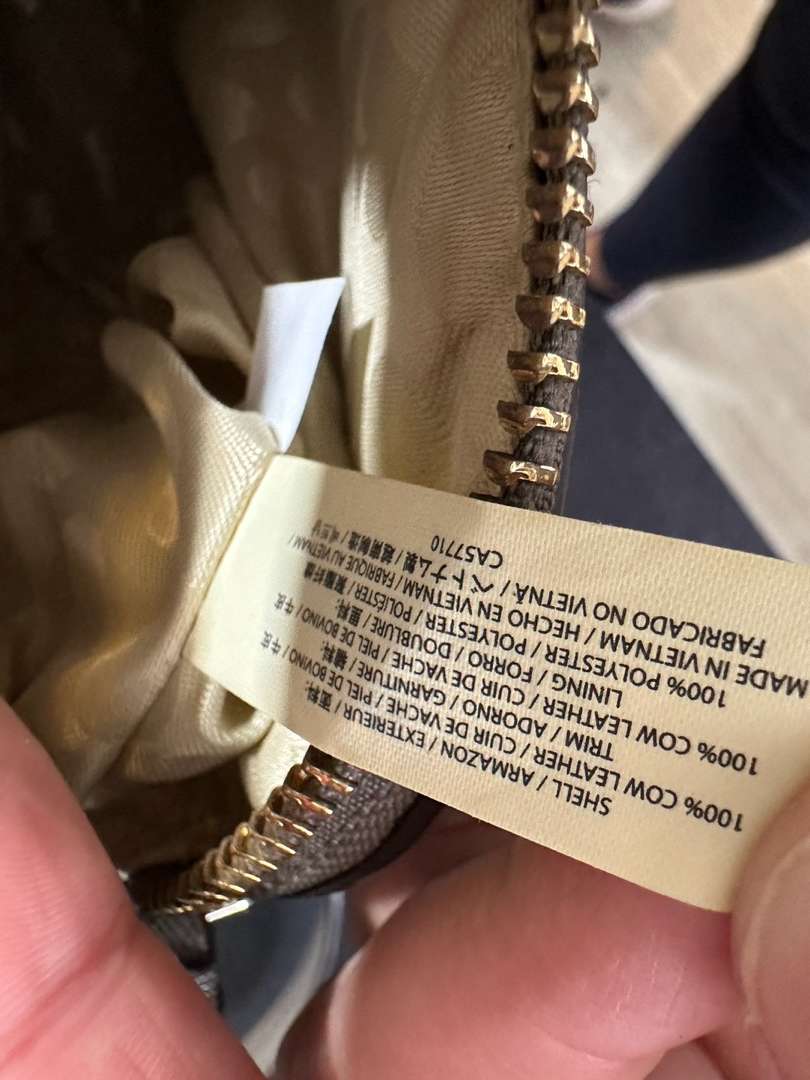 SHELL / ARMAZON / EXTERIEUR / 面料:
100% COW LEATHER / CUIR DE VACHE / PIEL DE BOVINO / 牛皮
TRIM / ADORNO / GARNITURE / 辅料:
100% COW LEATHER / CUIR DE VACHE / PIEL DE BOVINO / 牛皮
LINING / FORRO / DOUBLURE / 里料:
100% POLYESTER / POLYESTER / POLIÉSTER / 聚酯纤维
MADE IN VIETNAM / HECHO EN VIETNAM / FABRIQUE AU VIETNAM /
FABRICADO NO VIETNA / ベトナム製 / 越南制造 /
CA57710